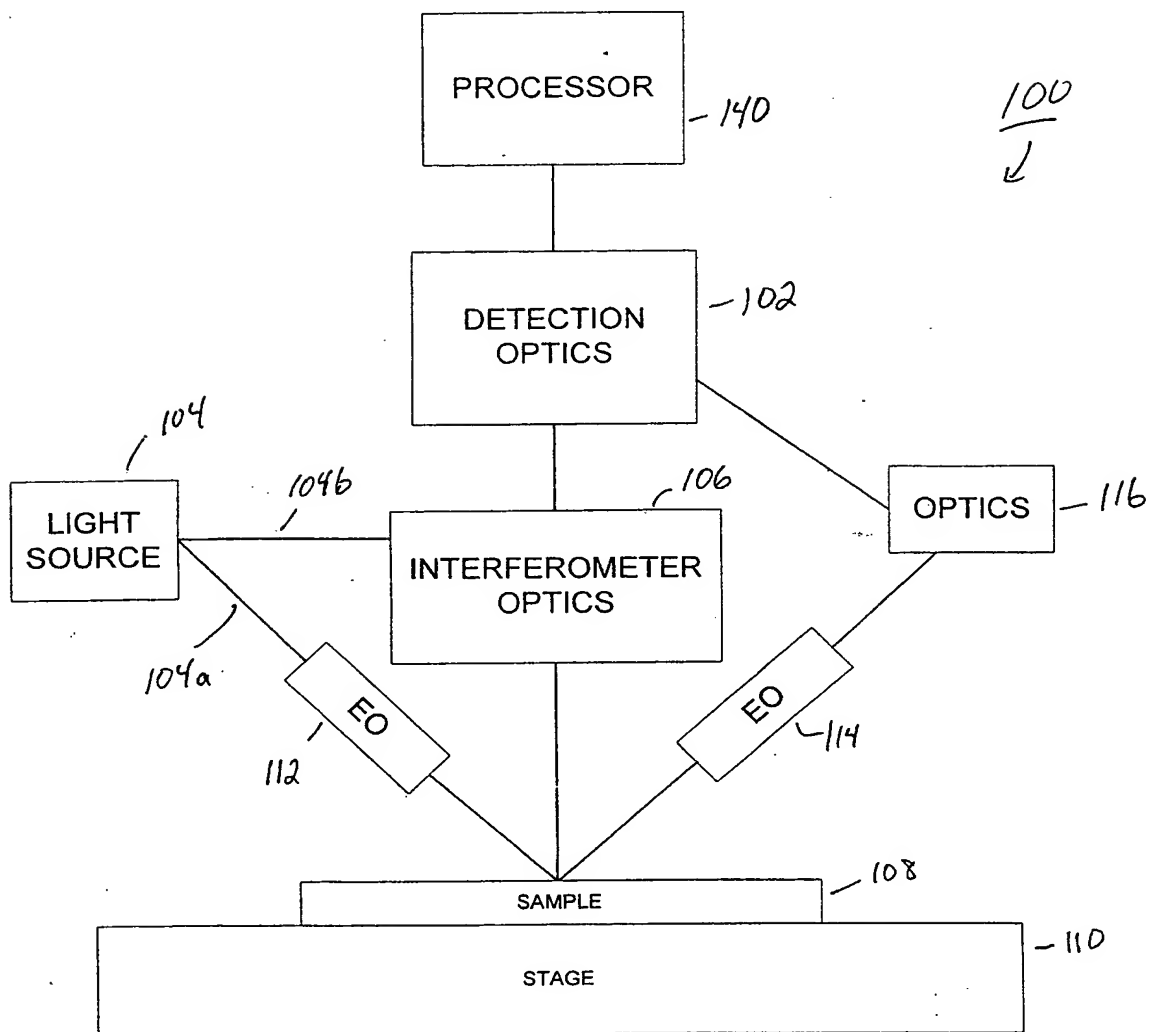 PROCESSOR
140
100
DETECTION
OPTICS
102
104
LIGHT
SOURCE
104b
106
INTERFEROMETER
OPTICS
OPTICS
116
104a
EO
112
EO
114
SAMPLE
108
STAGE
110